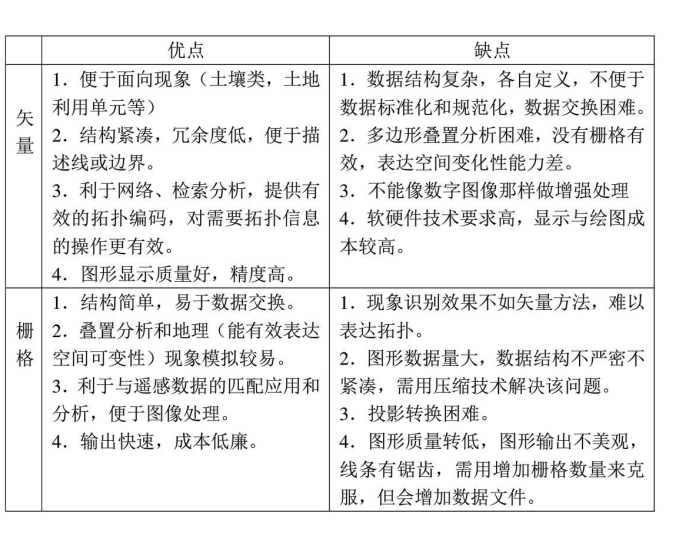 优点 缺点
矢量
1．便于面向现象（土壤类，土地
利用单元等）
2．结构紧凑，冗余度低，便于描
述线或边界。
3．利于网络、检索分析，提供有
效的拓扑编码，对需要拓扑信息
的操作更有效。
4．图形显示质量好，精度高。
1．数据结构复杂，各自定义，不便于
数据标准化和规范化，数据交换困难。
2．多边形叠置分析困难，没有栅格有
效，表达空间变化性能力差。
3．不能像数字图像那样做增强处理
4．软硬件技术要求高，显示与绘图成
本较高。
栅格
1．结构简单，易于数据交换。
2．叠置分析和地理（能有效表达
空间可变性）现象模拟较易。
3．利于与遥感数据的匹配应用和
分析，便于图像处理。
4．输出快速，成本低廉。
1．现象识别效果不如矢量方法，难以
表达拓扑。
2．图形数据量大，数据结构不严密不
紧凑，需用压缩技术解决该问题。
3．投影转换困难。
4．图形质量转低，图形输出不美观，
线条有锯齿，需用增加栅格数量来克
服，但会增加数据文件。